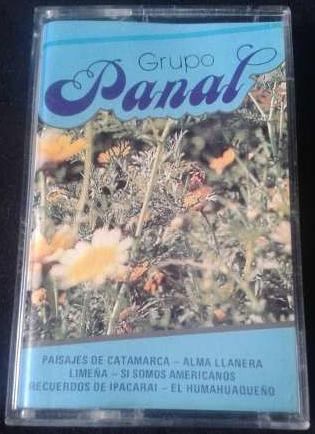 Grupo
Panal
PAISAJES DE CATAMARCA - ALMA LLANERA
LIMEÑA - SI SOMOS AMERICANOS
RECUERDOS DE IPACARAI - EL HUMAHUAQUEÑO